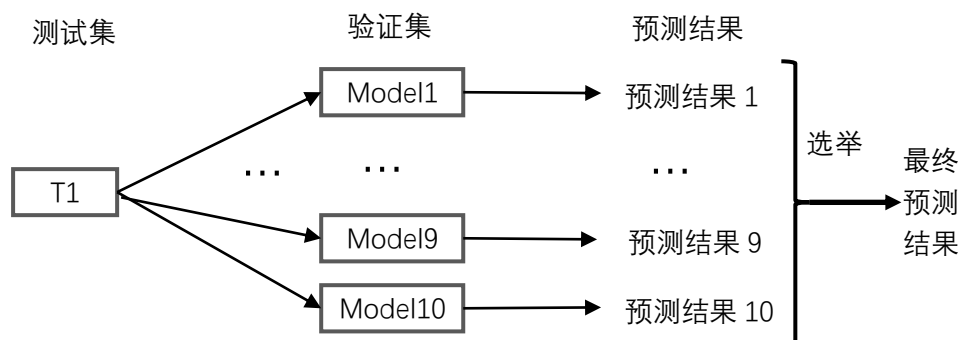 测试集 验证集 预测结果
Model1 预测结果 1
选举
… … …
最终
T1
预测
Model9 预测结果 9
结果
Model10 预测结果 10